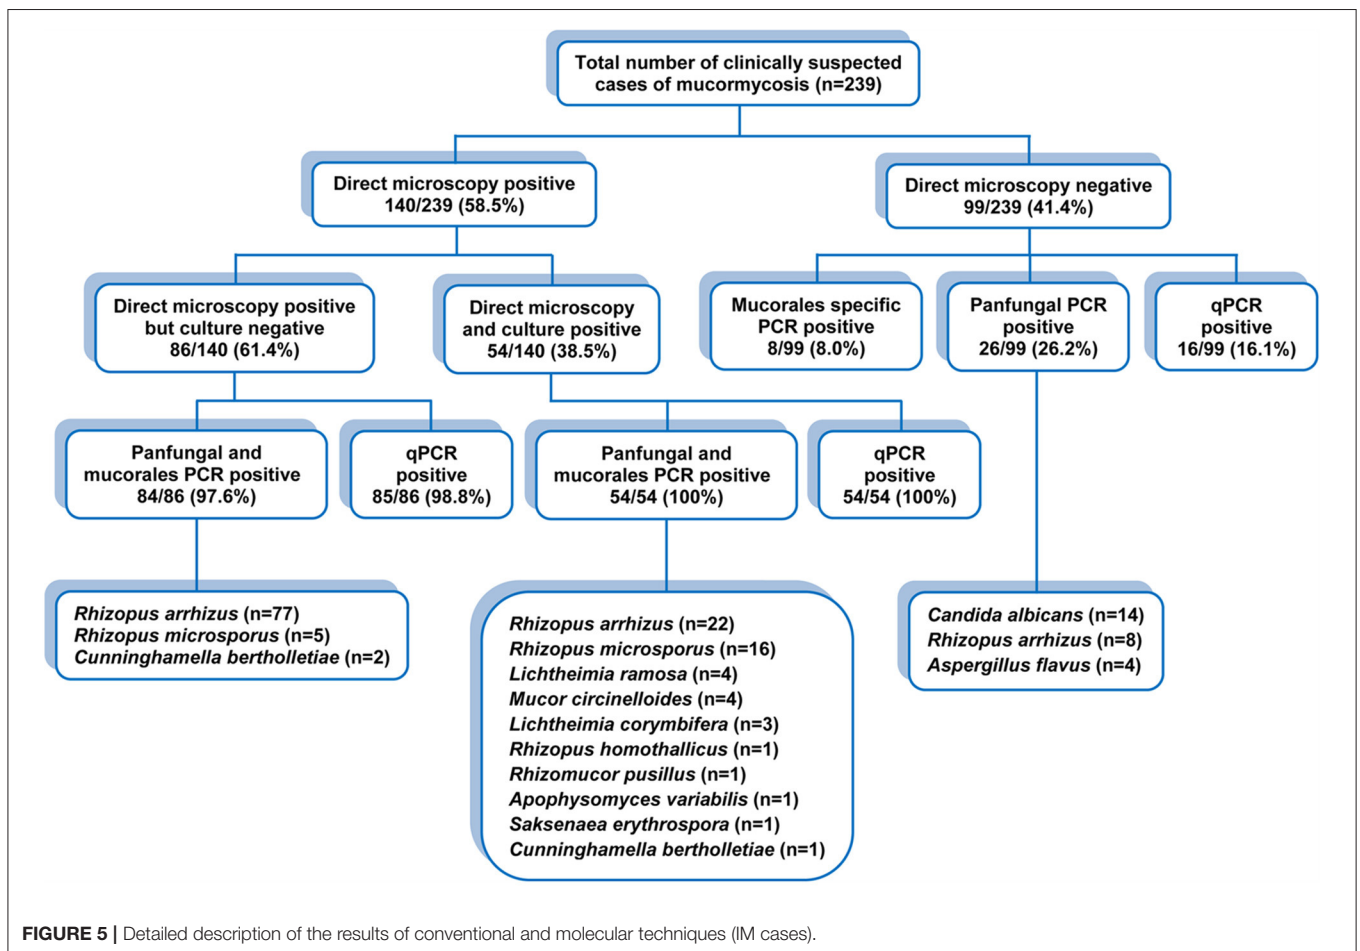 Total number of clinically suspected
cases of mucormycosis (n=239)
Direct microscopy positive
140/239 (58.5%)
Direct microscopy negative
99/239 (41.4%)
Direct microscopy positive
but culture negative
86/140 (61.4%)
Direct microscopy
and culture positive
54/140 (38.5%)
Mucorales specific
PCR positive
8/99 (8.0%)
Panfungal PCR
positive
26/99 (26.2%)
qPCR
positive
16/99 (16.1%)
Panfungal and
mucorales PCR positive
84/86 (97.6%)
qPCR
positive
85/86 (98.8%)
Panfungal and
mucorales PCR positive
54/54 (100%)
qPCR
positive
54/54 (100%)
Rhizopus arrhizus (n=77)
Rhizopus microsporus (n=5)
Cunninghamella bertholletiae (n=2)
Rhizopus arrhizus (n=22)
Rhizopus microsporus (n=16)
Lichtheimia ramosa (n=4)
Mucor circinelloides (n=4)
Lichtheimia corymbifera (n=3)
Rhizopus homothallicus (n=1)
Rhizomucor pusillus (n=1)
Apophysomyces variabilis (n=1)
Saksenaea erythrospora (n=1)
Cunninghamella bertholletiae (n=1)
Candida albicans (n=14)
Rhizopus arrhizus (n=8)
Aspergillus flavus (n=4)
FIGURE 5 | Detailed description of the results of conventional and molecular techniques (IM cases).